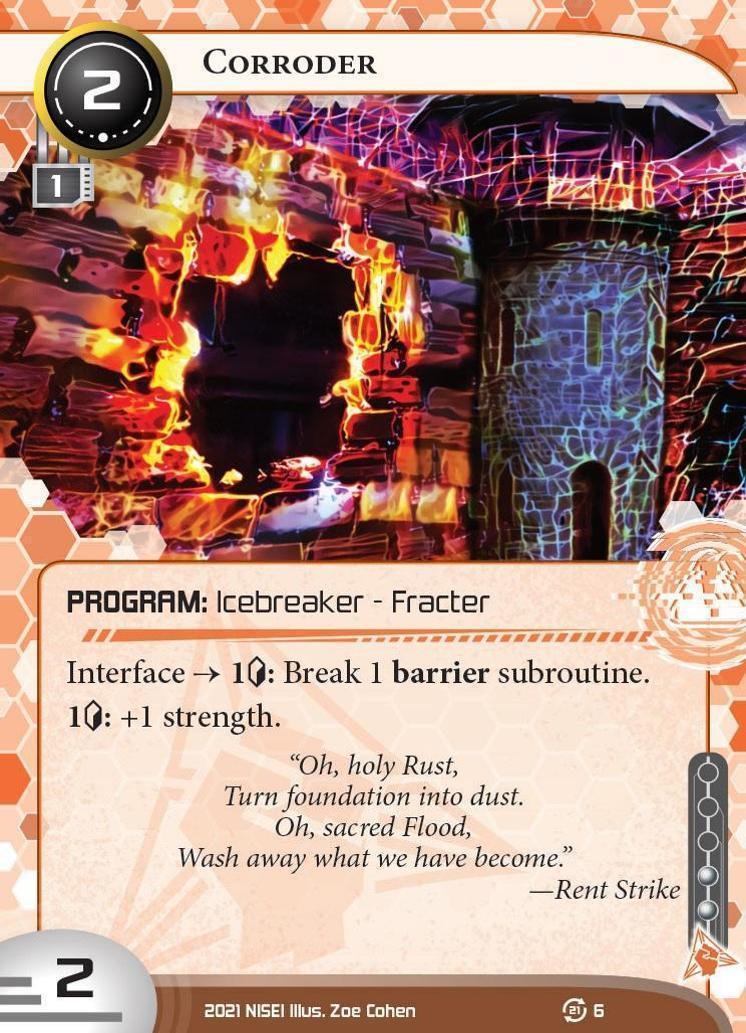 2
CORRODER
1
PROGRAM: Icebreaker - Fracter
Interface → 1: Break 1 barrier subroutine.
1: +1 strength.
“Oh, holy Rust,
Turn foundation into dust.
Oh, sacred Flood,
Wash away what we have become.”
—Rent Strike
2
2021 NISEI Illus. Zoe Cohen
21 6